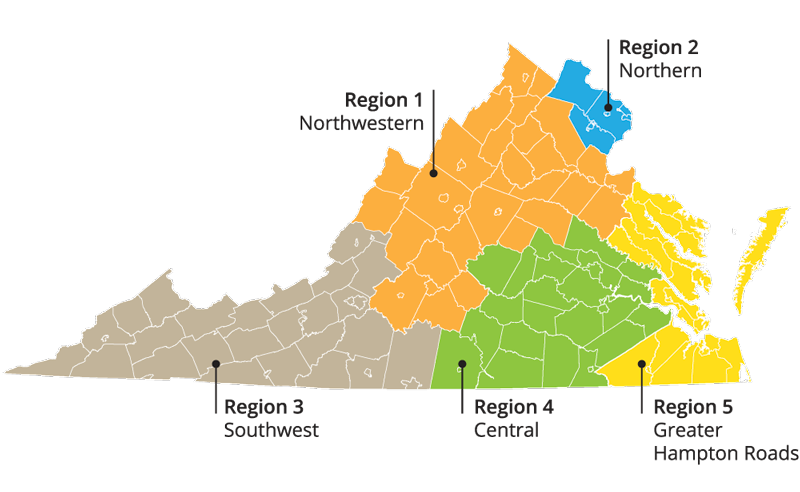 Region 2
Northern
Region 1
Northwestern
Region 3
Southwest
Region 4
Central
Region 5
Greater
Hampton Roads